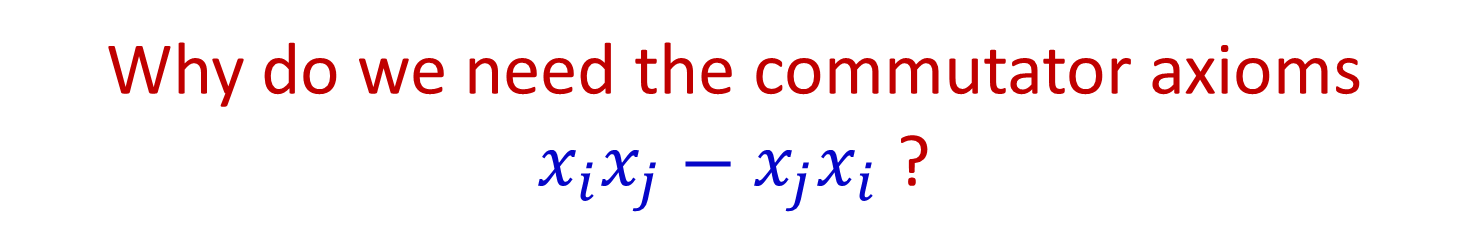 Why do we need the commutator axioms
𝑥ᵢ𝑥ⱼ − 𝑥ⱼ𝑥ᵢ ?